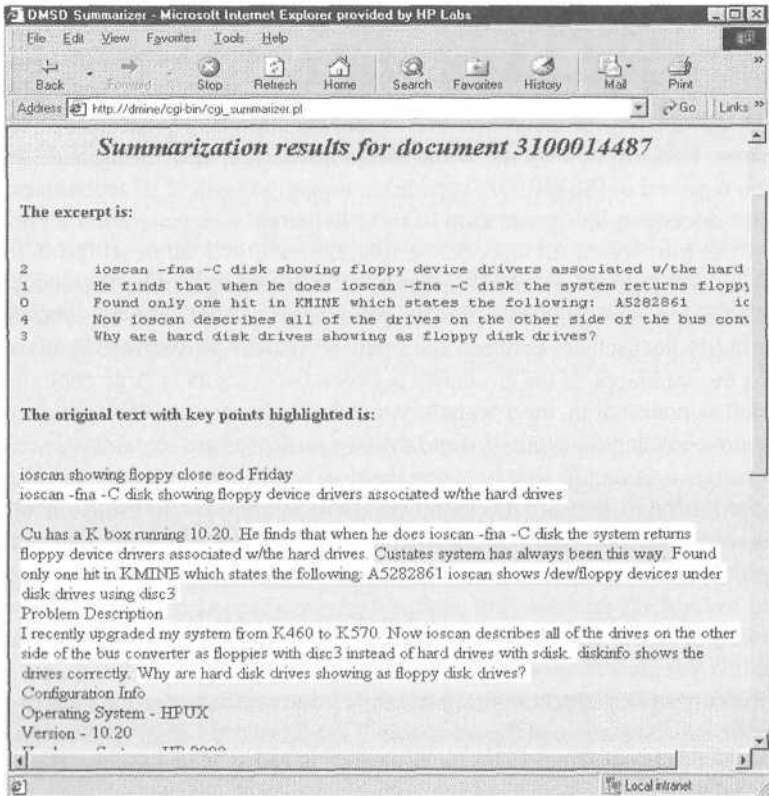 DMSD Summarizer - Microsoft Internet Explorer provided by HP Labs
File Edit View Favorites Tools Help
Back Forward Stop Refresh Home Search Favorites History Mail Print »
Address http://dmine/cgi-bin/cgi_summarizer.pl Go Links »
Summarization results for document 3100014487
The excerpt is:
2 ioscan -fna -C disk showing floppy device drivers associated w/the hard
1 He finds that when he does ioscan -fna -C disk the system returns floppy
0 Found only one hit in KMINE which states the following: A5282861 io
4 Now ioscan describes all of the drives on the other side of the bus conv
3 Why are hard disk drives showing as floppy disk drives?
The original text with key points highlighted is:
ioscan showing floppy close eod Friday
ioscan -fna -C disk showing floppy device drivers associated w/the hard drives
Cu has a K box running 10.20. He finds that when he does ioscan -fna -C disk the system returns
floppy device drivers associated w/the hard drives. Custates system has always been this way. Found
only one hit in KMINE which states the following: A5282861 ioscan shows /dev/floppy devices under
disk drives using disc3
Problem Description
I recently upgraded my system from K460 to K570. Now ioscan describes all of the drives on the other
side of the bus converter as floppies with disc3 instead of hard drives with sdisk. diskinfo shows the
drives correctly. Why are hard disk drives showing as floppy disk drives?
Configuration Info
Operating System - HPUX
Version - 10.20
Local intranet